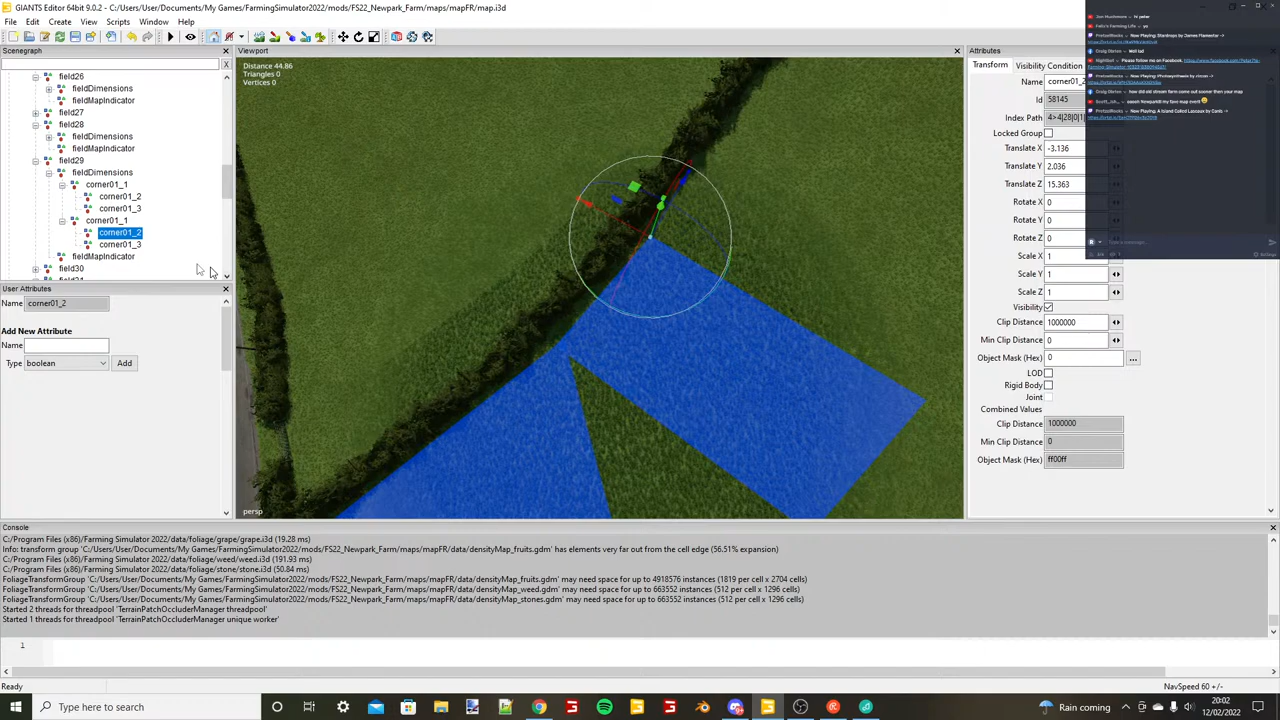 GIANTS Editor 64bit 9.0.2 - C:/Users/User/Documents/My Games/FarmingSimulator2022/mods/FS22_Newpark_Farm/maps/mapFR/map.i3d
File Edit Create View Scripts Window Help
Scenegraph
X
field26
fieldDimensions
fieldMapIndicator
field27
field28
fieldDimensions
fieldMapIndicator
field29
fieldDimensions
corner01_1
corner01_2
corner01_3
corner01_1
corner01_2
corner01_3
fieldMapIndicator
field30
User Attributes
Name corner01_2
Add New Attribute
Name
Type boolean Add
Viewport
Distance 44.86
Triangles 0
Vertices 0
persp
Attributes
Transform Visibility Condition
Name corner01_2
58145
Index Path
Locked Group
Translate X -3.136
Translate Y 2.036
Translate Z 15.363
Rotate X 0
Rotate Y 0
Rotate Z 0
Scale X 1
Scale Y 1
Scale Z 1
Visibility
Clip Distance 1000000
Min Clip Distance 0
Object Mask (Hex) 0 ...
LOD
Rigid Body
Joint
Combined Values
Clip Distance 1000000
Min Clip Distance 0
Object Mask (Hex) ff00ff
Console
C:/Program Files (x86)/Farming Simulator 2022/data/foliage/grape/grape.i3d (19.28 ms)
Info: transform group 'C:/Users/User/Documents/My Games/FarmingSimulator2022/mods/FS22_Newpark_Farm/maps/mapFR/data/densityMap_fruits.gdm' has elements very far out from the cell edge (56.51% expansion)
C:/Program Files (x86)/Farming Simulator 2022/data/foliage/weed/weed.i3d (191.93 ms)
C:/Program Files (x86)/Farming Simulator 2022/data/foliage/stone/stone.i3d (50.84 ms)
FoliageTransformGroup 'C:/Users/User/Documents/My Games/FarmingSimulator2022/mods/FS22_Newpark_Farm/maps/mapFR/data/densityMap_fruits.gdm' may need space for up to 4918576 instances (1819 per cell x 2704 cells)
FoliageTransformGroup 'C:/Users/User/Documents/My Games/FarmingSimulator2022/mods/FS22_Newpark_Farm/maps/mapFR/data/densityMap_weed.gdm' may need space for up to 663552 instances (512 per cell x 1296 cells)
FoliageTransformGroup 'C:/Users/User/Documents/My Games/FarmingSimulator2022/mods/FS22_Newpark_Farm/maps/mapFR/data/densityMap_stones.gdm' may need space for up to 663552 instances (512 per cell x 1296 cells)
Started 2 threads for threadpool 'TerrainPatchOccluderManager threadpool'
Started 1 threads for threadpool 'TerrainPatchOccluderManager unique worker'
1
Ready
NavSpeed 60 +/-
Type here to search
Rain coming
20:02
12/02/2022